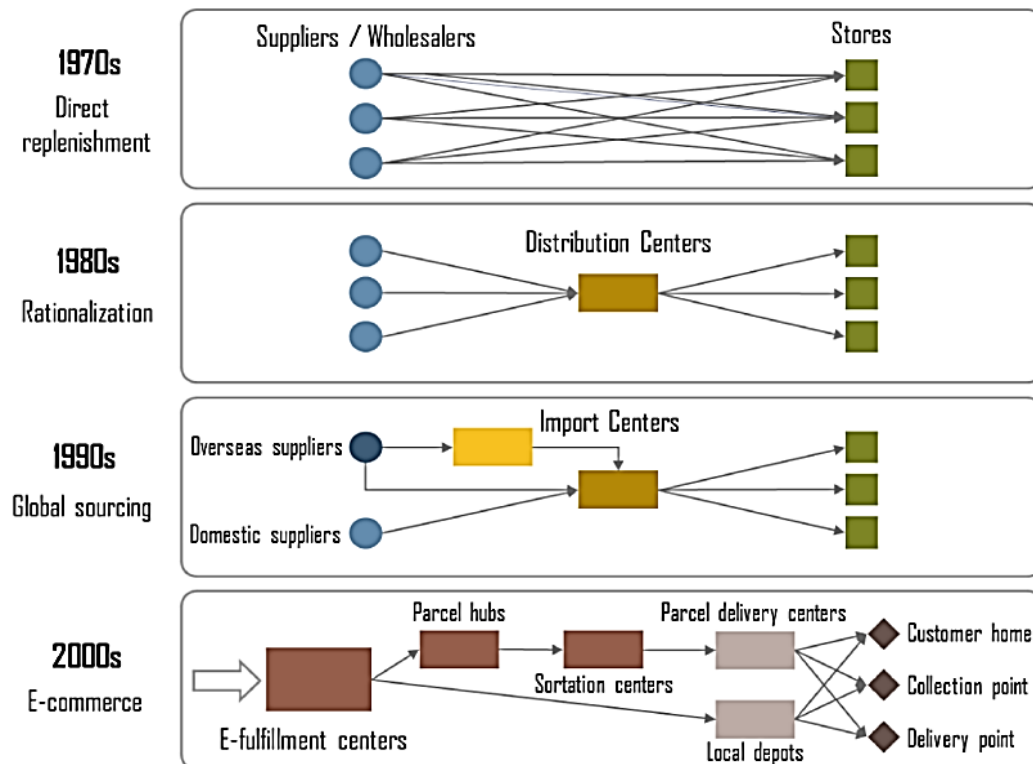 1970s
Direct
replenishment
Suppliers / Wholesalers
Stores
1980s
Rationalization
Distribution Centers
1990s
Global sourcing
Import Centers
Overseas suppliers
Domestic suppliers
2000s
E-commerce
Parcel hubs
Parcel delivery centers
Customer home
Sortation centers
Collection point
E-fulfillment centers
Local depots
Delivery point